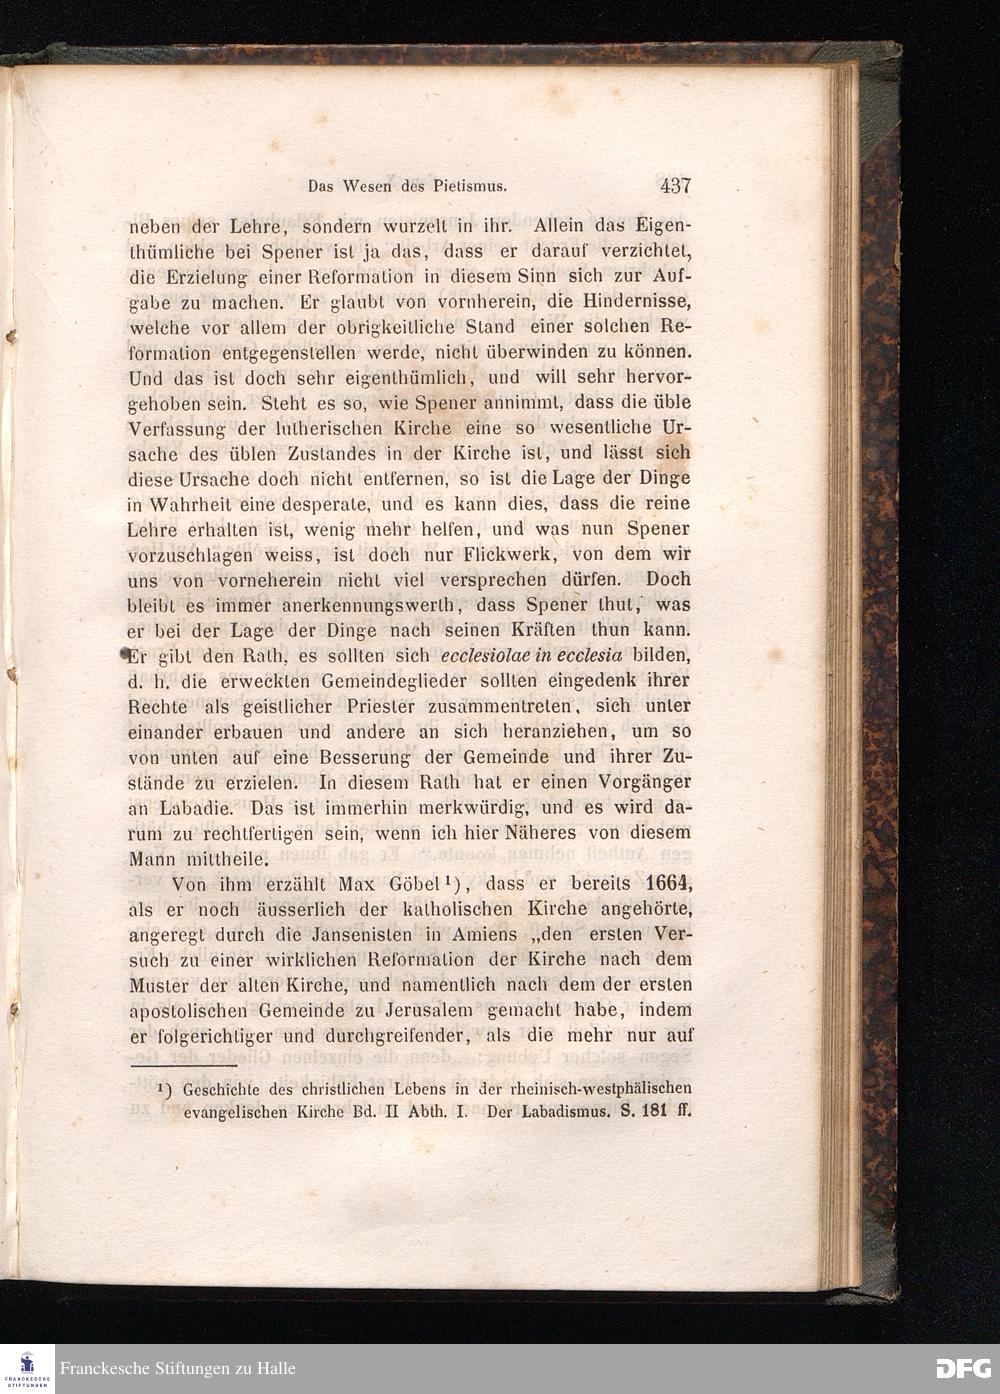 Das Wesen des Pietismus. 437
neben der Lehre, sondern wurzelt in ihr. Allein das Eigen-
thümliche bei Spener ist ja das, dass er darauf verzichtet,
die Erzielung einer Reformation in diesem Sinn sich zur Auf-
gabe zu machen. Er glaubt von vornherein, die Hindernisse,
welche vor allem der obrigkeitliche Stand einer solchen Re-
formation entgegenstellen werde, nicht überwinden zu können.
Und das ist doch sehr eigenthümlich, und will sehr hervor-
gehoben sein. Steht es so, wie Spener annimmt, dass die üble
Verfassung der lutherischen Kirche eine so wesentliche Ur-
sache des üblen Zustandes in der Kirche ist, und lässt sich
diese Ursache doch nicht entfernen, so ist die Lage der Dinge
in Wahrheit eine desperate, und es kann dies, dass die reine
Lehre erhalten ist, wenig mehr helfen, und was nun Spener
vorzuschlagen weiss, ist doch nur Flickwerk, von dem wir
uns von vorneherein nicht viel versprechen dürfen. Doch
bleibt es immer anerkennungswerth, dass Spener thut, was
er bei der Lage der Dinge nach seinen Kräften thun kann.
Er gibt den Rath, es sollten sich ecclesiolae in ecclesia bilden,
d. h. die erweckten Gemeindeglieder sollten eingedenk ihrer
Rechte als geistlicher Priester zusammentreten, sich unter
einander erbauen und andere an sich heranziehen, um so
von unten auf eine Besserung der Gemeinde und ihrer Zu-
stände zu erzielen. In diesem Rath hat er einen Vorgänger
an Labadie. Das ist immerhin merkwürdig, und es wird da-
rum zu rechtfertigen sein, wenn ich hier Näheres von diesem
Mann mittheile.
Von ihm erzählt Max Göbel ¹), dass er bereits 1664,
als er noch äusserlich der katholischen Kirche angehörte,
angeregt durch die Jansenisten in Amiens „den ersten Ver-
such zu einer wirklichen Reformation der Kirche nach dem
Muster der alten Kirche, und namentlich nach dem der ersten
apostolischen Gemeinde zu Jerusalem gemacht habe, indem
er folgerichtiger und durchgreifender, als die mehr nur auf
¹) Geschichte des christlichen Lebens in der rheinisch-westphälischen
evangelischen Kirche Bd. II Abth. I. Der Labadismus. S. 181 ff.
FRANCKESCHE
STIFTUNGEN
Franckesche Stiftungen zu Halle
DFG